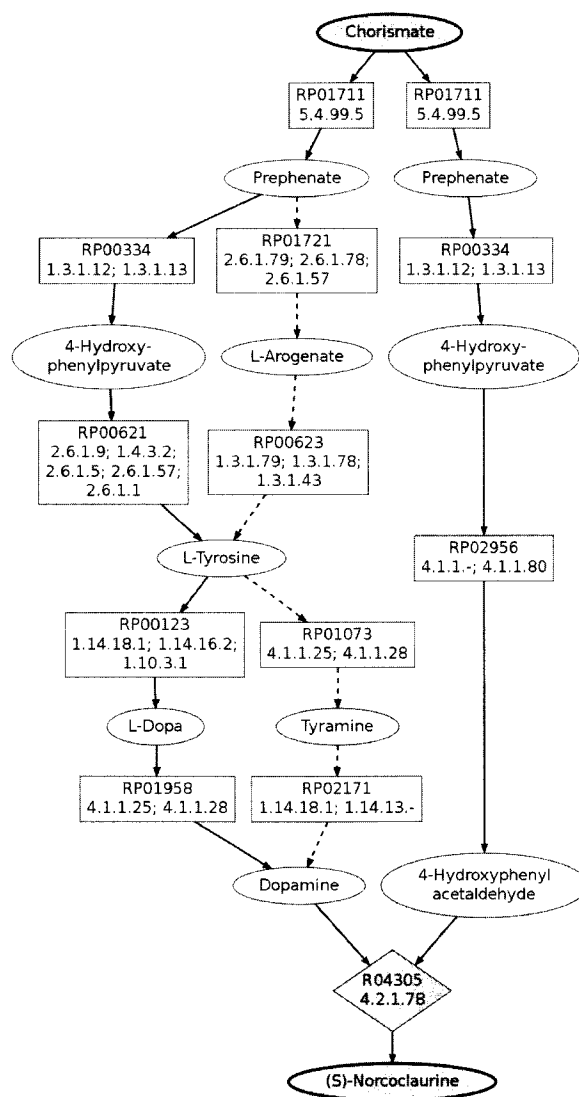 Chorismate
RP01711
5.4.99.5
RP01711
5.4.99.5
Prephenate
Prephenate
RP00334
1.3.1.12; 1.3.1.13
RP01721
2.6.1.79; 2.6.1.78;
2.6.1.57
RP00334
1.3.1.12; 1.3.1.13
4-Hydroxy-
phenylpyruvate
L-Arogenate
4-Hydroxy-
phenylpyruvate
RP00621
2.6.1.9; 1.4.3.2;
2.6.1.5; 2.6.1.57;
2.6.1.1
RP00623
1.3.1.79; 1.3.1.78;
1.3.1.43
L-Tyrosine
RP02956
4.1.1.-; 4.1.1.80
RP00123
1.14.18.1; 1.14.16.2;
1.10.3.1
RP01073
4.1.1.25; 4.1.1.28
L-Dopa
Tyramine
RP01958
4.1.1.25; 4.1.1.28
RP02171
1.14.18.1; 1.14.13.-
Dopamine
4-Hydroxyphenyl
acetaldehyde
R04305
4.2.1.78
(S)-Norcoclaurine